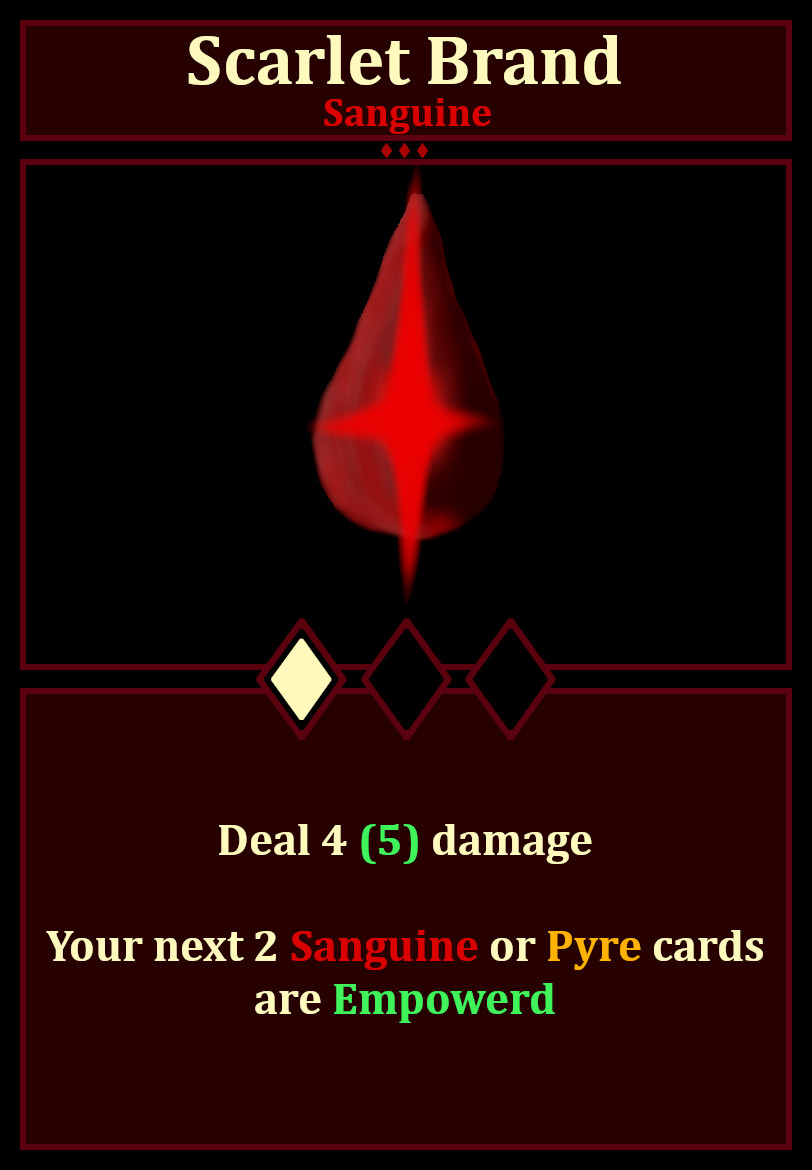 Scarlet Brand
Sanguine
Deal 4 (5) damage
Your next 2 Sanguine or Pyre cards
are Empowerd